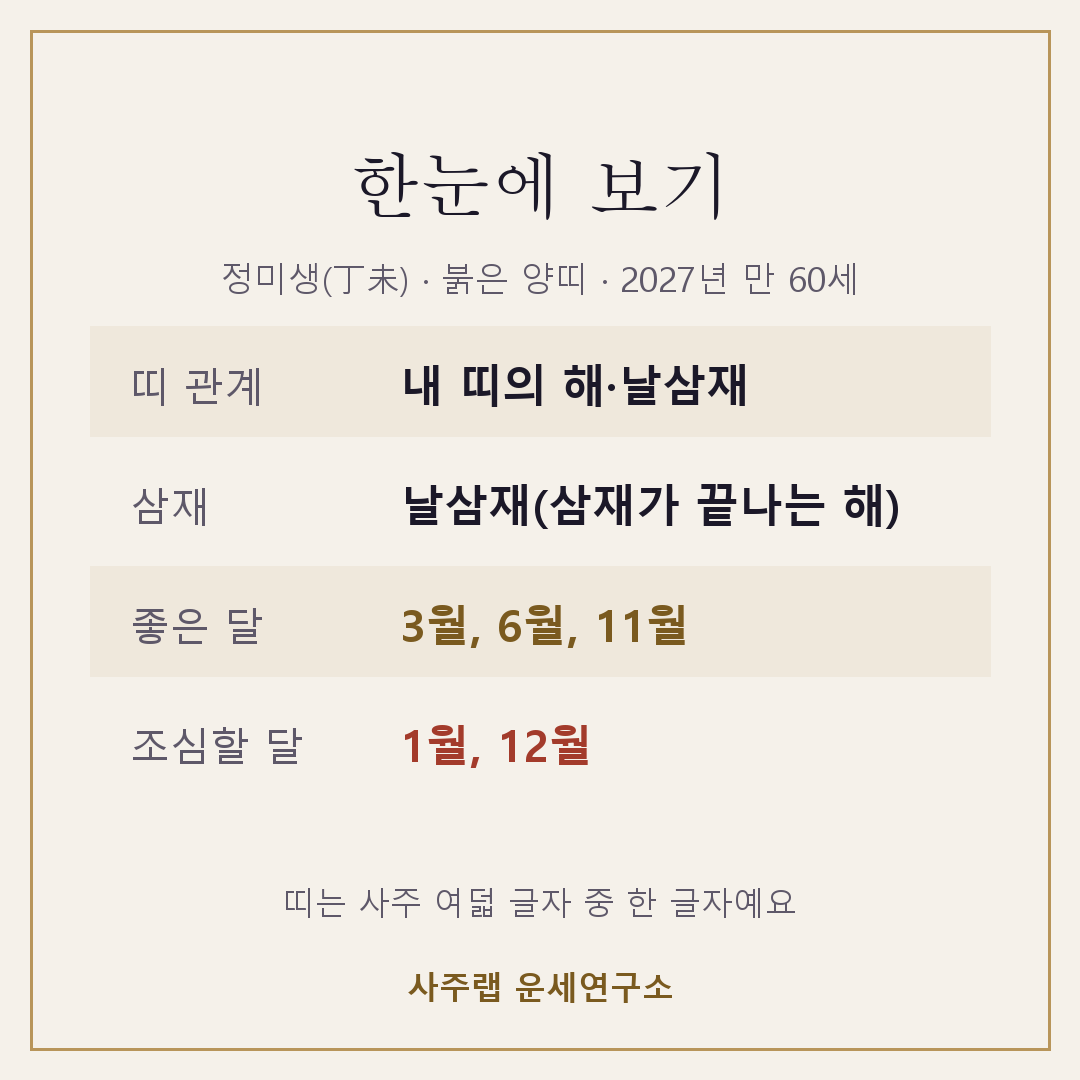 한눈에 보기
정미생(丁未) · 붉은 양띠 · 2027년 만 60세
띠 관계 내 띠의 해·날삼재
삼재 날삼재(삼재가 끝나는 해)
좋은 달 3월, 6월, 11월
조심할 달 1월, 12월
띠는 사주 여덟 글자 중 한 글자예요
사주랩 운세연구소